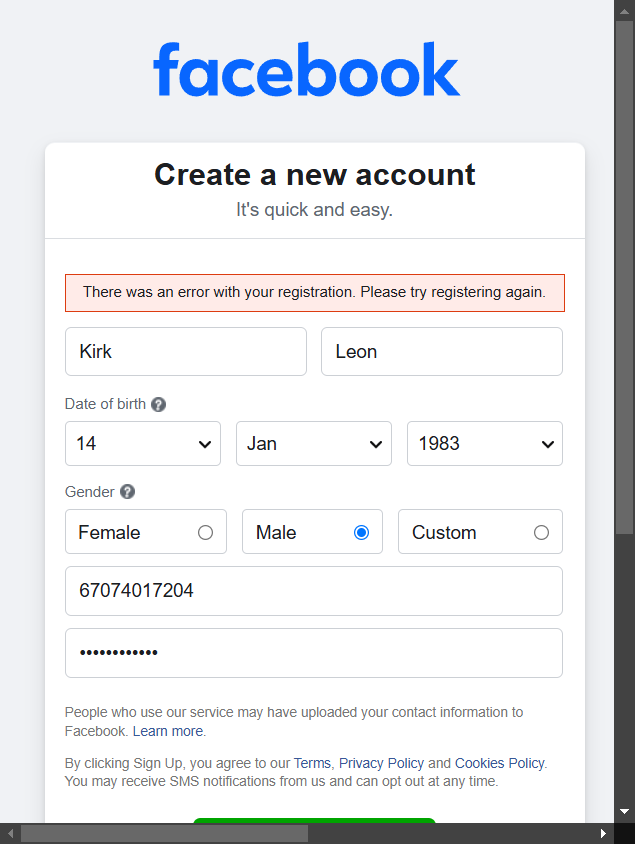 facebook
Create a new account
It's quick and easy.
There was an error with your registration. Please try registering again.
Kirk Leon
Date of birth ?
14 Jan 1983
Gender ?
Female Male Custom
67074017204
••••••••••••
People who use our service may have uploaded your contact information to
Facebook. Learn more.
By clicking Sign Up, you agree to our Terms, Privacy Policy and Cookies Policy.
You may receive SMS notifications from us and can opt out at any time.